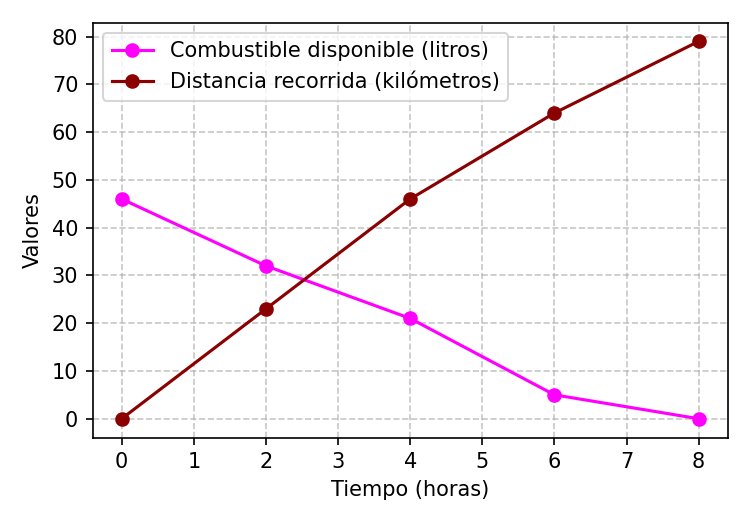 Combustible disponible (litros)
Distancia recorrida (kilómetros)
Valores
80
70
60
50
40
30
20
10
0
0 1 2 3 4 5 6 7 8
Tiempo (horas)